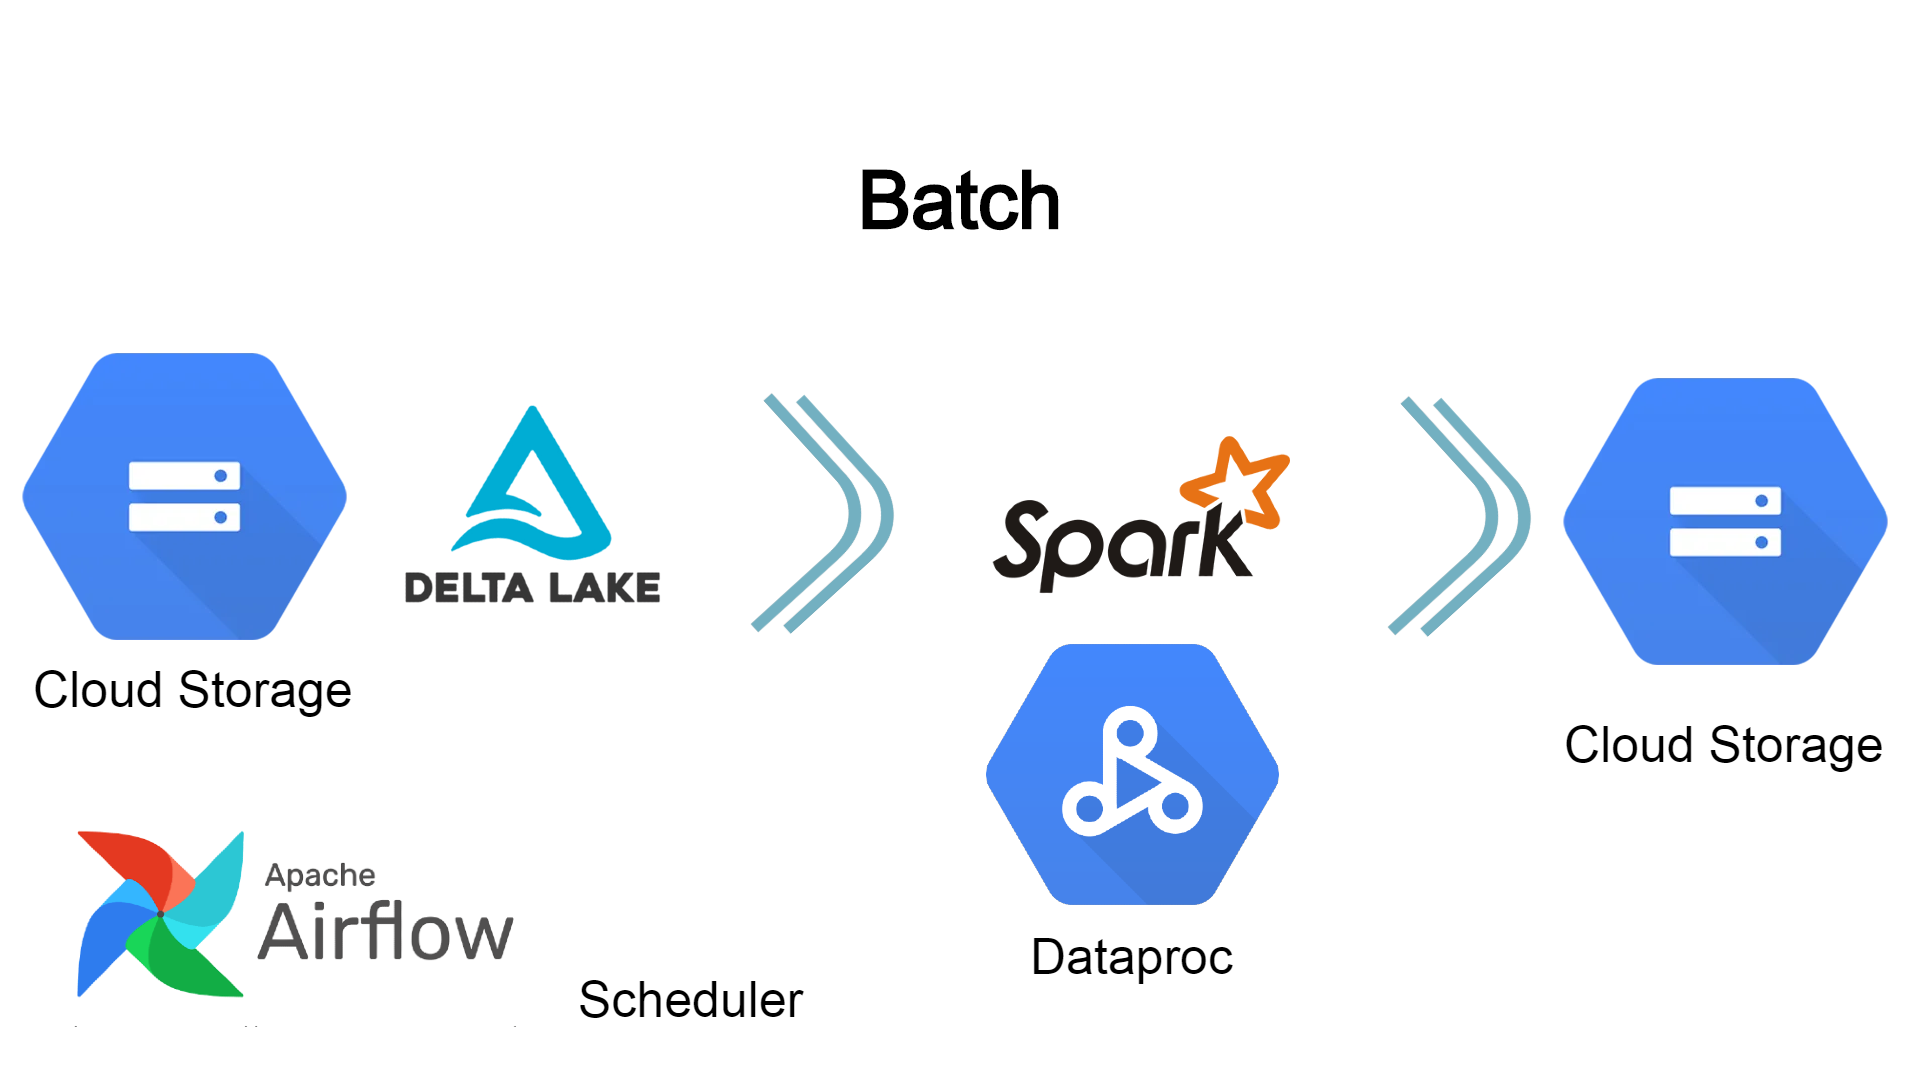 Batch
DELTA LAKE
Spark
Cloud Storage
Cloud Storage
Apache
Airflow
Dataproc
Scheduler